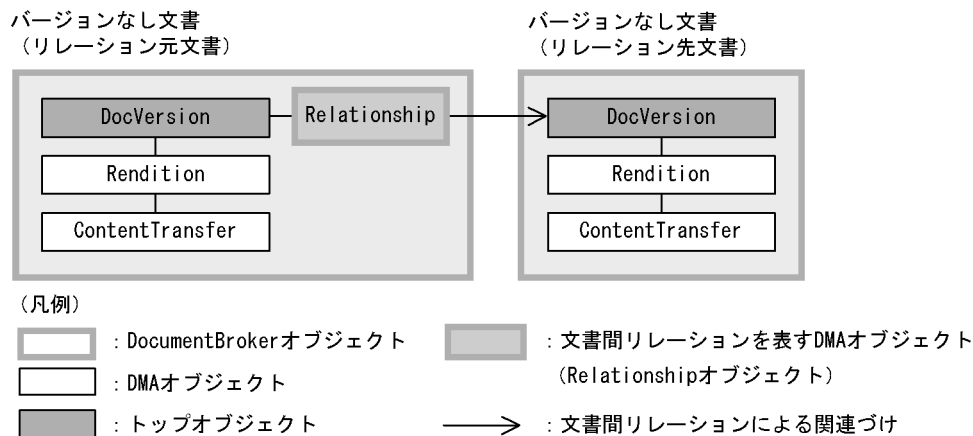 バージョンなし文書
（リレーション元文書）
バージョンなし文書
（リレーション先文書）
DocVersion
Relationship
DocVersion
Rendition
Rendition
ContentTransfer
ContentTransfer
（凡例）
：DocumentBrokerオブジェクト
：文書間リレーションを表すDMAオブジェクト
（Relationshipオブジェクト）
：DMAオブジェクト
：トップオブジェクト
：文書間リレーションによる関連づけ